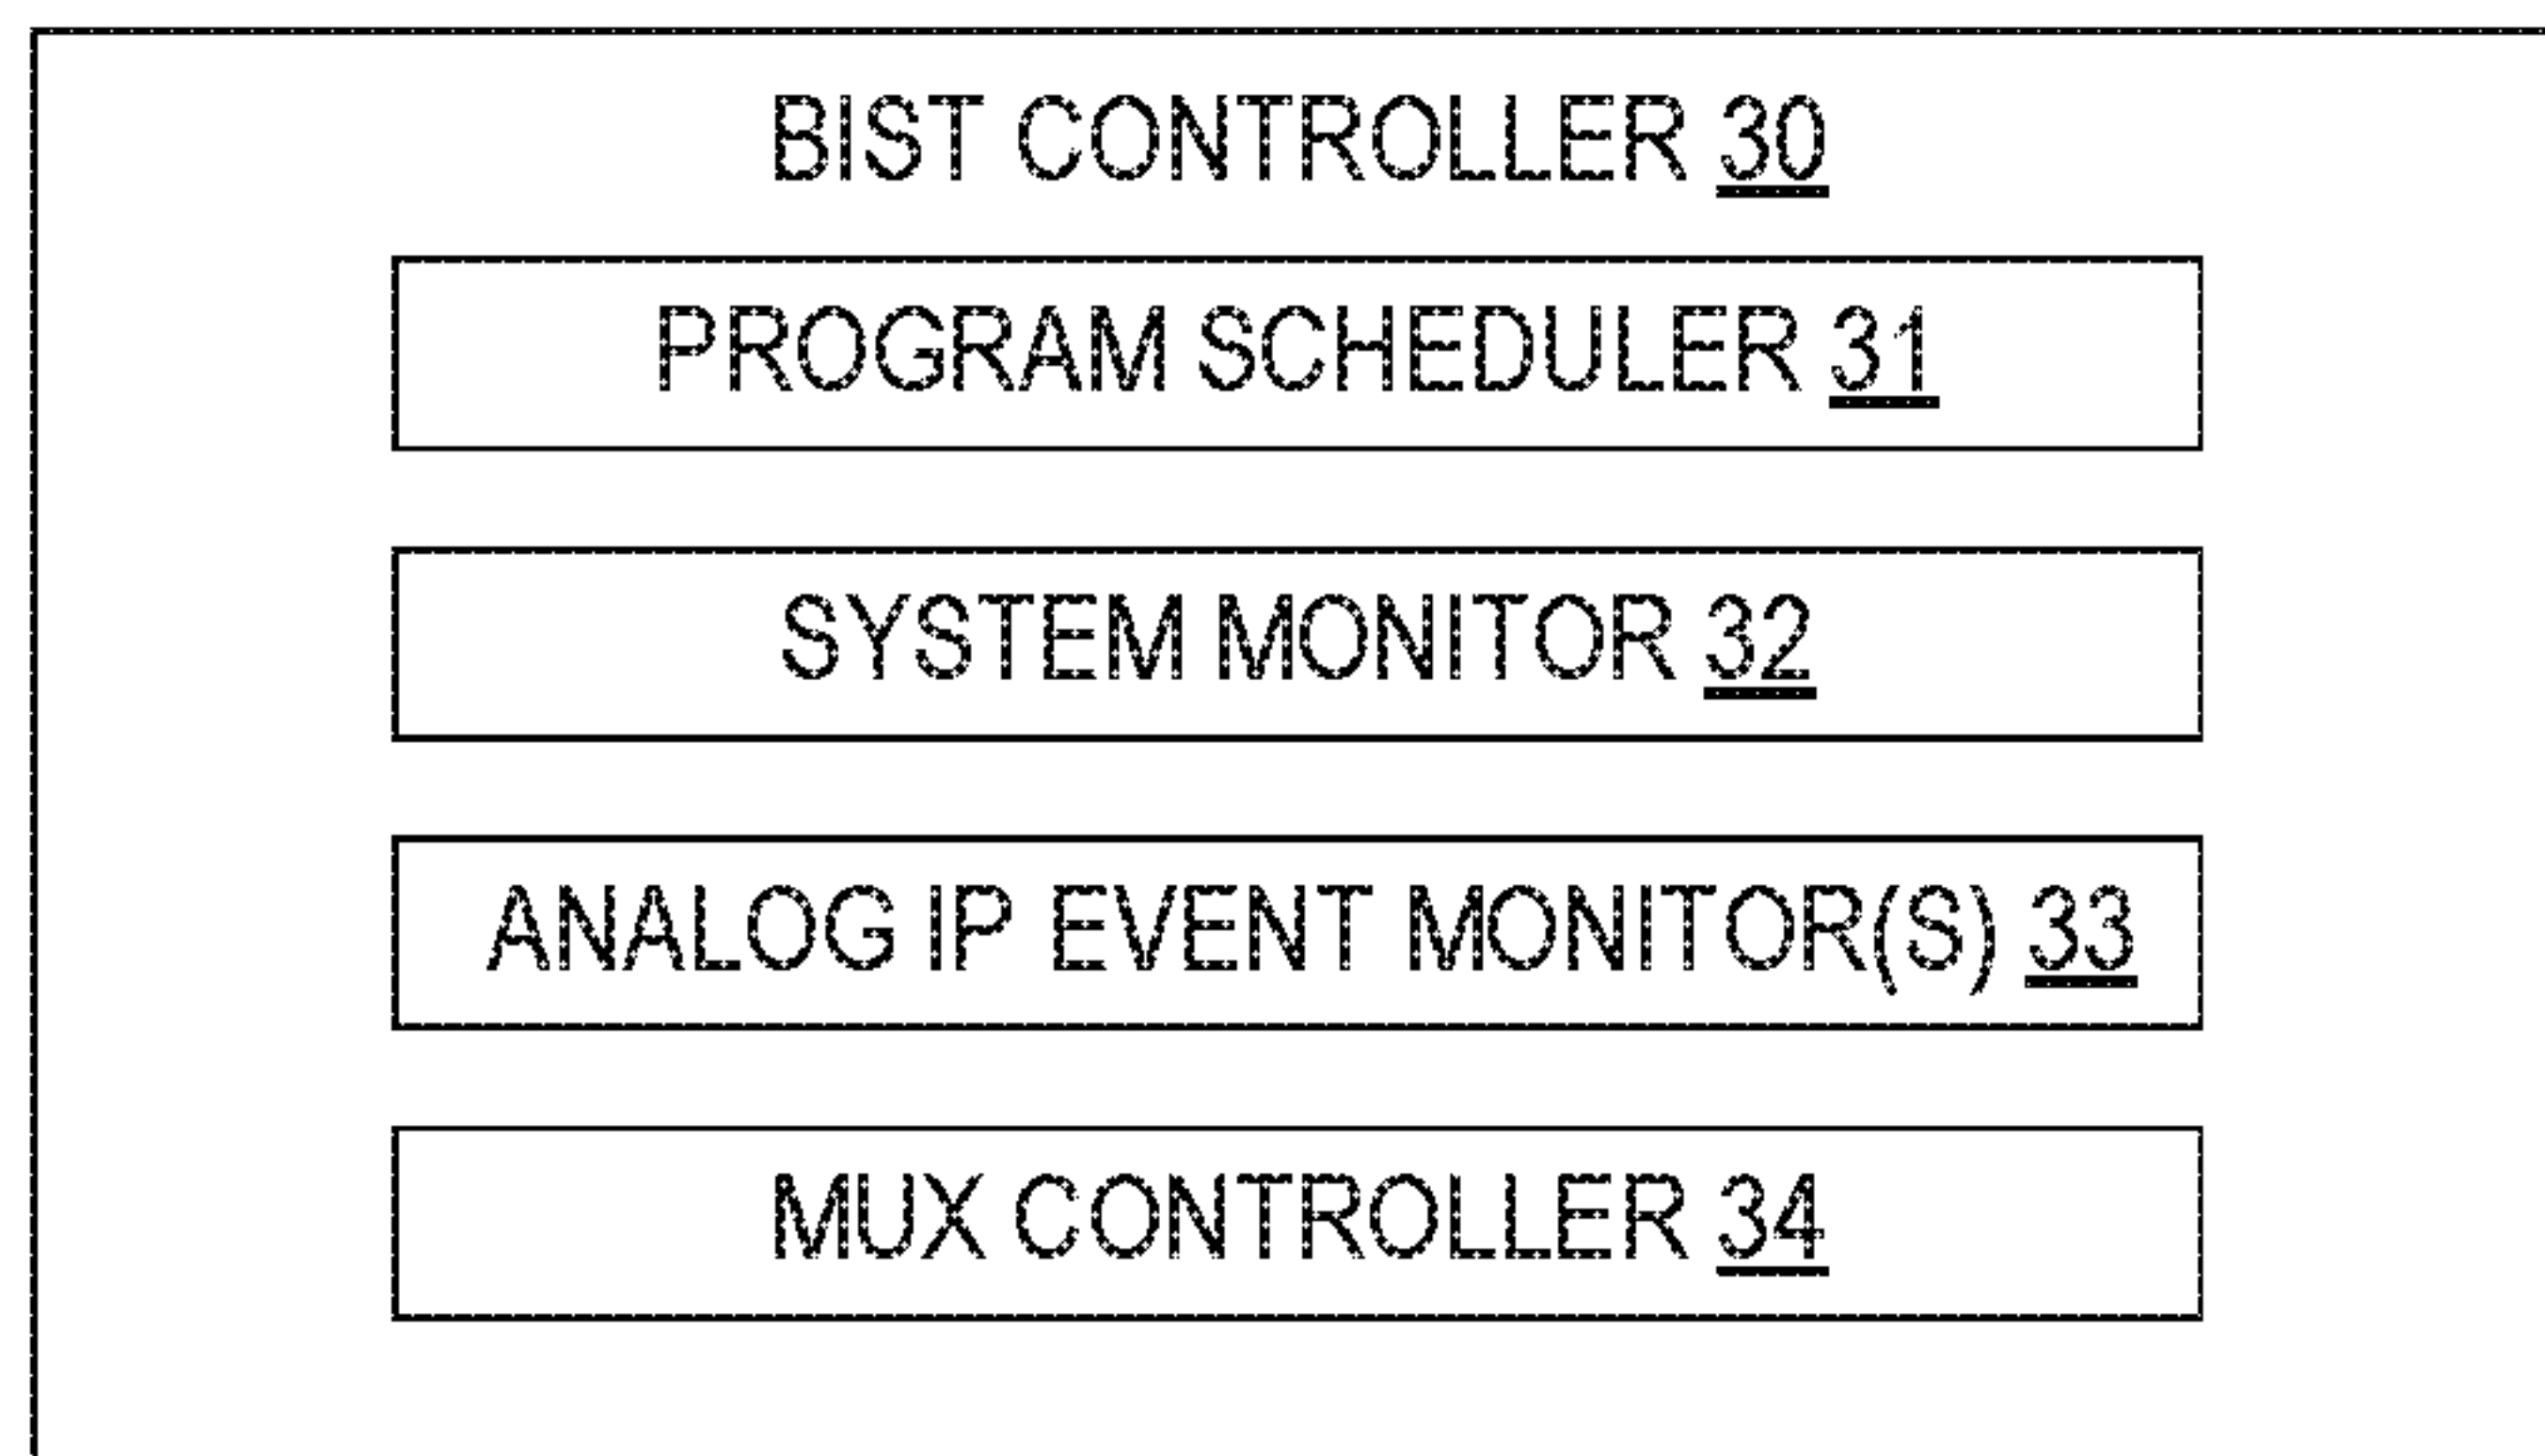 BIST CONTROLLER 30
PROGRAM SCHEDULER 31
SYSTEM MONITOR 32
ANALOG IP EVENT MONITOR(S) 33
MUX CONTROLLER 34